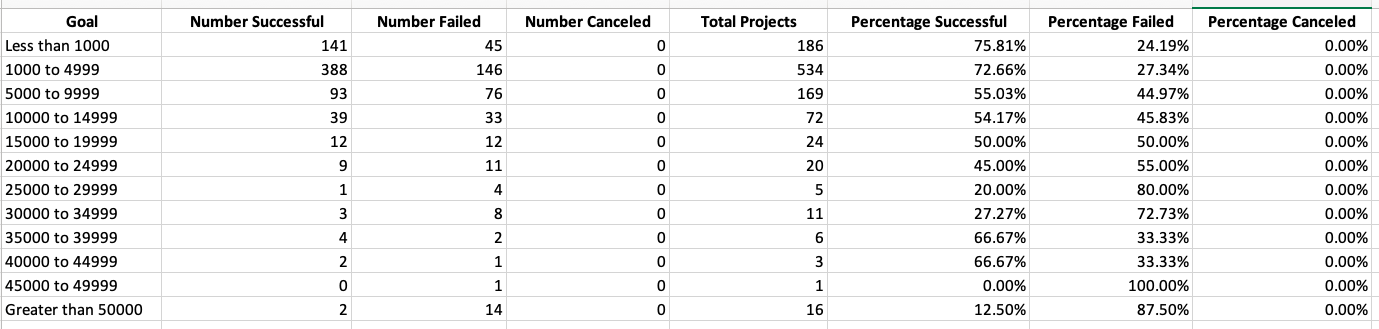 Goal Number Successful Number Failed Number Canceled Total Projects Percentage Successful Percentage Failed Percentage Canceled
Less than 1000 141 45 0 186 75.81% 24.19% 0.00%
1000 to 4999 388 146 0 534 72.66% 27.34% 0.00%
5000 to 9999 93 76 0 169 55.03% 44.97% 0.00%
10000 to 14999 39 33 0 72 54.17% 45.83% 0.00%
15000 to 19999 12 12 0 24 50.00% 50.00% 0.00%
20000 to 24999 9 11 0 20 45.00% 55.00% 0.00%
25000 to 29999 1 4 0 5 20.00% 80.00% 0.00%
30000 to 34999 3 8 0 11 27.27% 72.73% 0.00%
35000 to 39999 4 2 0 6 66.67% 33.33% 0.00%
40000 to 44999 2 1 0 3 66.67% 33.33% 0.00%
45000 to 49999 0 1 0 1 0.00% 100.00% 0.00%
Greater than 50000 2 14 0 16 12.50% 87.50% 0.00%